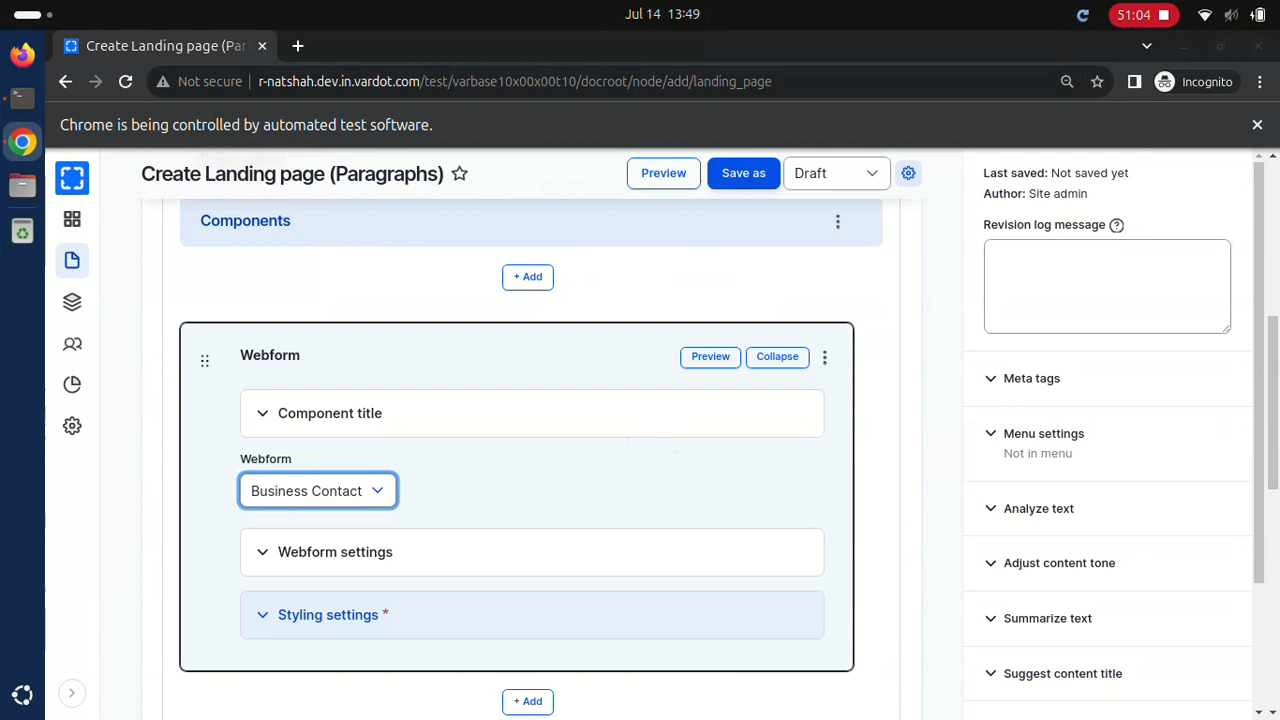 Jul 14 13:49
51:04
Create Landing page (Par
Not secure
r-natshah.dev.in.vardot.com/test/varbase10x00x00t10/docroot/node/add/landing_page
Incognito
Chrome is being controlled by automated test software.
Create Landing page (Paragraphs)
Preview
Save as
Draft
Last saved: Not saved yet
Author: Site admin
Components
Revision log message
+ Add
Webform
Preview
Collapse
Component title
Meta tags
Webform
Business Contact
Menu settings
Not in menu
Analyze text
Webform settings
Adjust content tone
Styling settings *
Summarize text
Suggest content title
+ Add